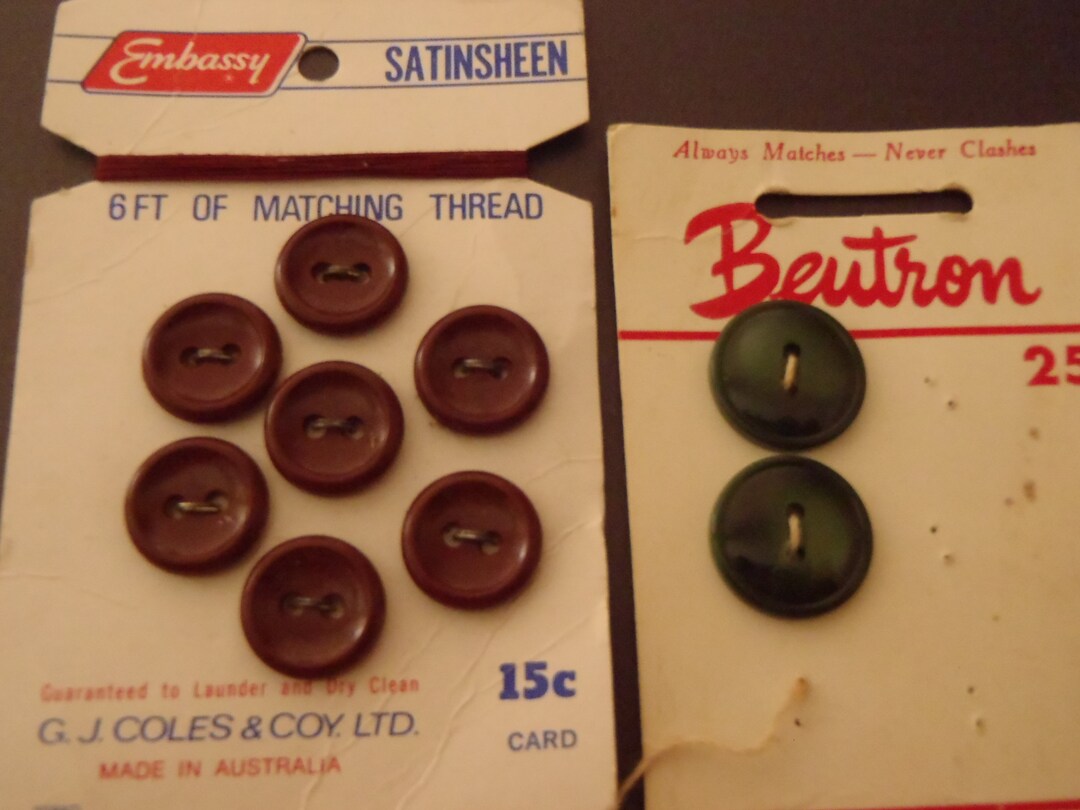 Embassy
SATINSHEEN
6 FT OF MATCHING THREAD
Guaranteed to Launder and Dry Clean
15c
G. J. COLES & COY. LTD.
CARD
MADE IN AUSTRALIA
Always Matches — Never Clashes
Beutron
25